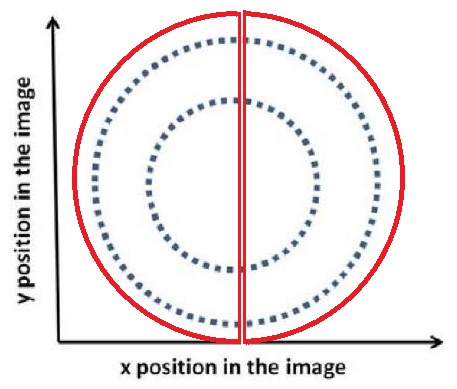 y position in the image
x position in the image